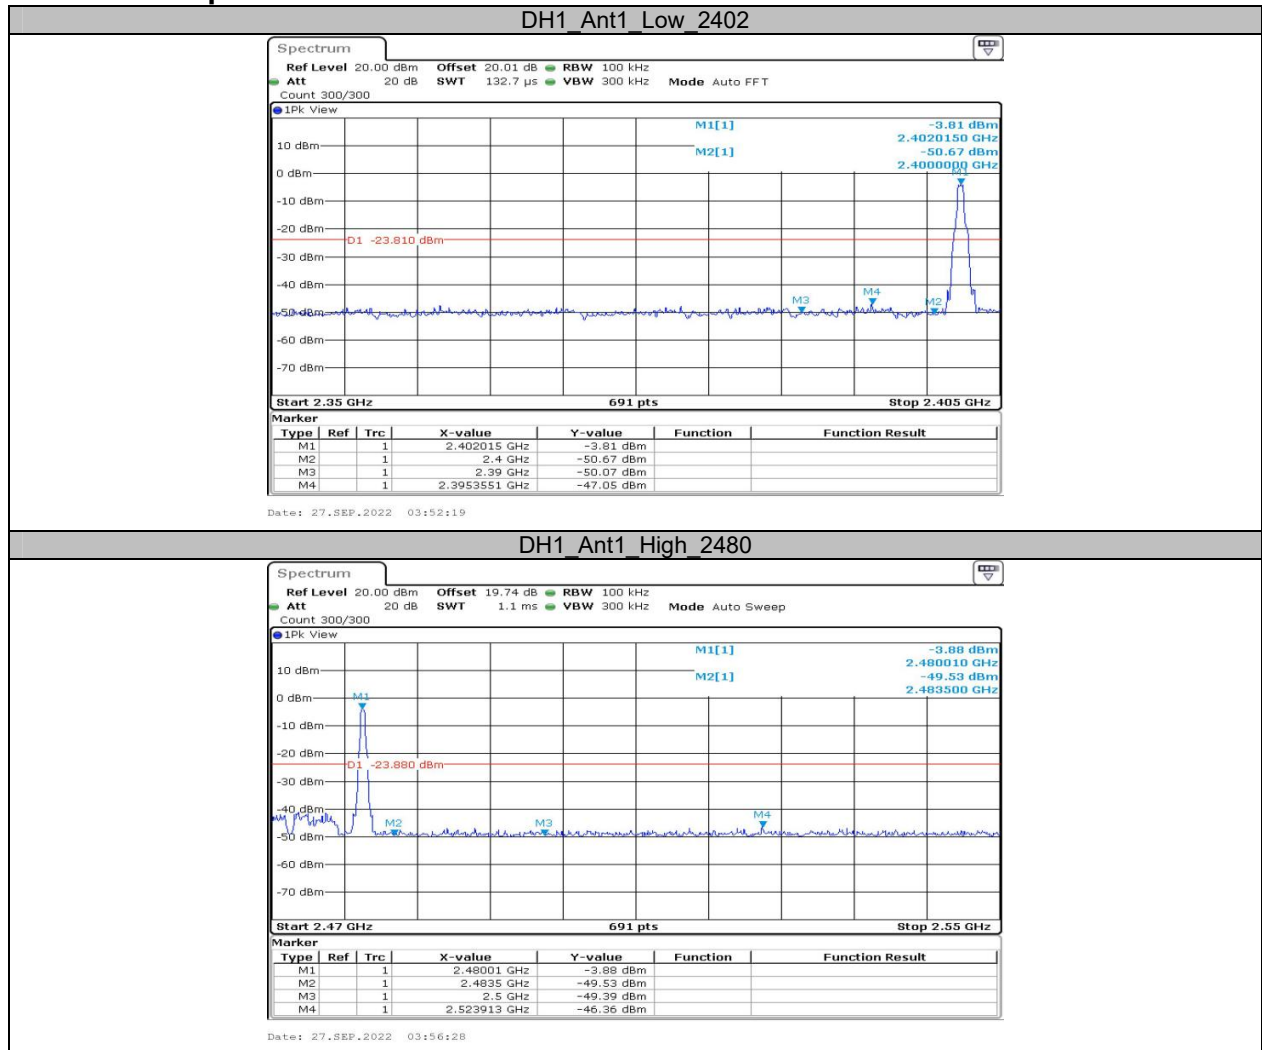 DH1_Ant1_Low_2402
Spectrum
Ref Level 20.00 dBm Offset 20.01 dB RBW 100 kHz
Att 20 dB SWT 132.7 µs VBW 300 kHz Mode Auto FFT
Count 300/300
1Pk View
M1[1] -3.81 dBm
2.4020150 GHz
M2[1] -50.67 dBm
2.4000000 GHz
M1
10 dBm
0 dBm
-10 dBm
-20 dBm
D1 -23.810 dBm
-30 dBm
-40 dBm
M3 M4 M2
-50 dBm
-60 dBm
-70 dBm
Start 2.35 GHz 691 pts Stop 2.405 GHz
Marker
Type Ref Trc X-value Y-value Function Function Result
M1 1 2.402015 GHz -3.81 dBm
M2 1 2.4 GHz -50.67 dBm
M3 1 2.39 GHz -50.07 dBm
M4 1 2.3953551 GHz -47.05 dBm
Date: 27.SEP.2022 03:52:19
DH1_Ant1_High_2480
Spectrum
Ref Level 20.00 dBm Offset 19.74 dB RBW 100 kHz
Att 20 dB SWT 1.1 ms VBW 300 kHz Mode Auto Sweep
Count 300/300
1Pk View
M1[1] -3.88 dBm
2.480010 GHz
M2[1] -49.53 dBm
2.483500 GHz
10 dBm
0 dBm
M1
-10 dBm
-20 dBm
D1 -23.880 dBm
-30 dBm
-40 dBm
M2 M3 M4
-50 dBm
-60 dBm
-70 dBm
Start 2.47 GHz 691 pts Stop 2.55 GHz
Marker
Type Ref Trc X-value Y-value Function Function Result
M1 1 2.48001 GHz -3.88 dBm
M2 1 2.4835 GHz -49.53 dBm
M3 1 2.5 GHz -49.39 dBm
M4 1 2.523913 GHz -46.36 dBm
Date: 27.SEP.2022 03:56:28